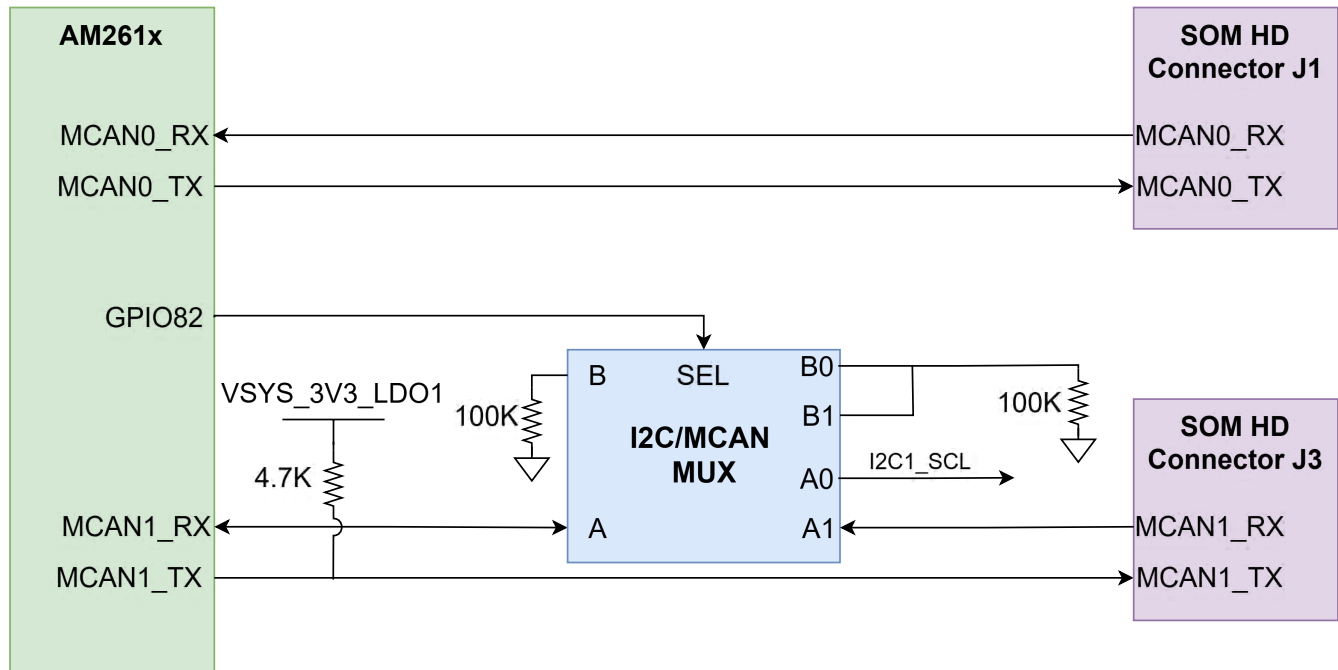 AM261x
SOM HD
Connector J1
MCAN0_RX
MCAN0_RX
MCAN0_TX
MCAN0_TX
GPIO82
B
SEL
B0
VSYS_3V3_LDO1
100K
100K
B1
I2C/MCAN
MUX
SOM HD
Connector J3
4.7K
A0
I2C1_SCL
MCAN1_RX
A
A1
MCAN1_RX
MCAN1_TX
MCAN1_TX